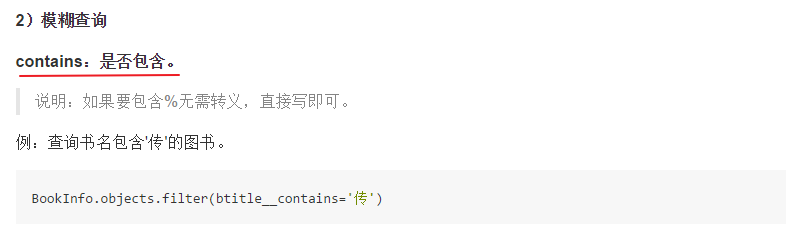 2）模糊查询
contains：是否包含。
说明：如果要包含%无需转义，直接写即可。
例：查询书名包含'传'的图书。
BookInfo.objects.filter(btitle__contains='传')